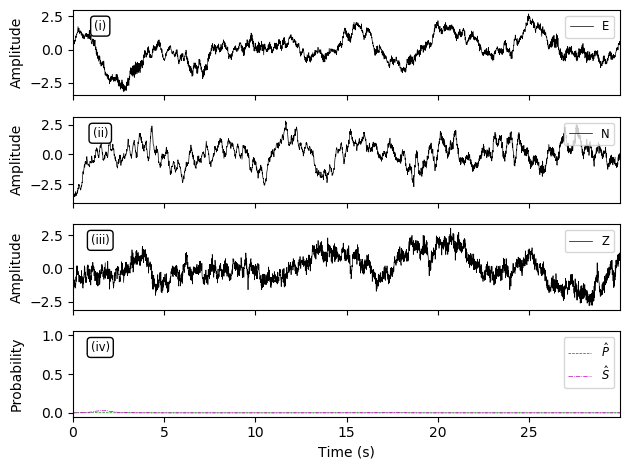 Amplitude
2.5
0.0
−2.5
(i)
E
Amplitude
2.5
0.0
−2.5
(ii)
N
Amplitude
2.5
0.0
−2.5
(iii)
Z
Probability
1.0
0.5
0.0
(iv)
P̂
Ŝ
0 5 10 15 20 25
Time (s)